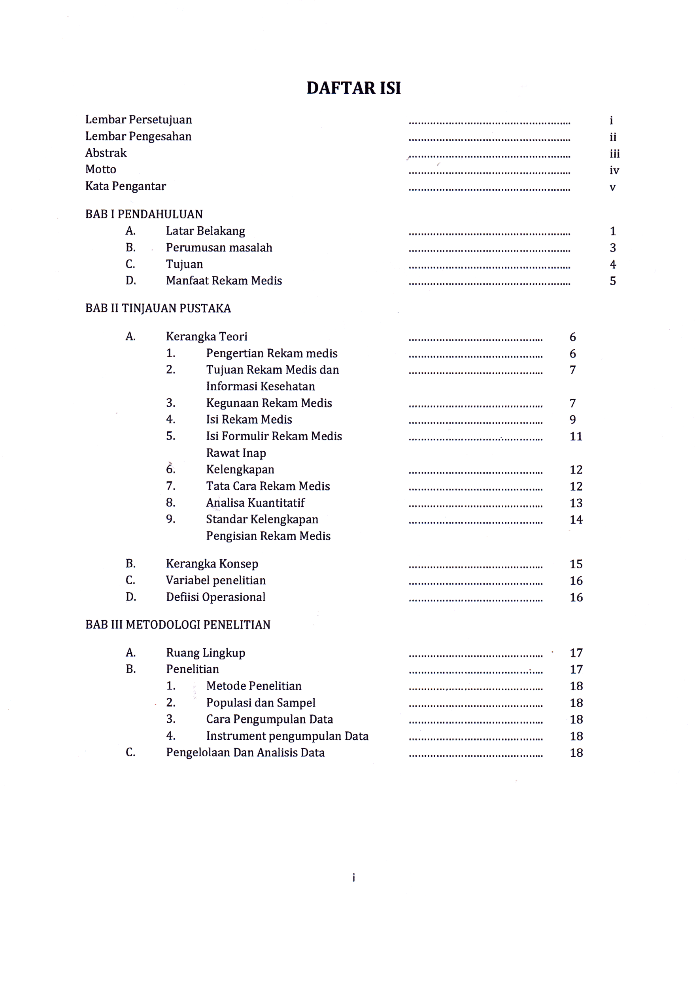 DAFTAR ISI
Lembar Persetujuan ..................................................... i
Lembar Pengesahan ..................................................... ii
Abstrak ..................................................... iii
Motto ..................................................... iv
Kata Pengantar ..................................................... v
BAB I PENDAHULUAN
A. Latar Belakang ..................................................... 1
B. Perumusan masalah ..................................................... 3
C. Tujuan ..................................................... 4
D. Manfaat Rekam Medis ..................................................... 5
BAB II TINJAUAN PUSTAKA
A. Kerangka Teori ............................................ 6
1. Pengertian Rekam medis ............................................ 6
2. Tujuan Rekam Medis dan ............................................ 7
Informasi Kesehatan
3. Kegunaan Rekam Medis ............................................ 7
4. Isi Rekam Medis ............................................ 9
5. Isi Formulir Rekam Medis ............................................ 11
Rawat Inap
6. Kelengkapan ............................................ 12
7. Tata Cara Rekam Medis ............................................ 12
8. Analisa Kuantitatif ............................................ 13
9. Standar Kelengkapan ............................................ 14
Pengisian Rekam Medis
B. Kerangka Konsep ............................................ 15
C. Variabel penelitian ............................................ 16
D. Defiisi Operasional ............................................ 16
BAB III METODOLOGI PENELITIAN
A. Ruang Lingkup ............................................ 17
B. Penelitian ............................................ 17
1. Metode Penelitian ............................................ 18
2. Populasi dan Sampel ............................................ 18
3. Cara Pengumpulan Data ............................................ 18
4. Instrument pengumpulan Data ............................................ 18
C. Pengelolaan Dan Analisis Data ............................................ 18
i